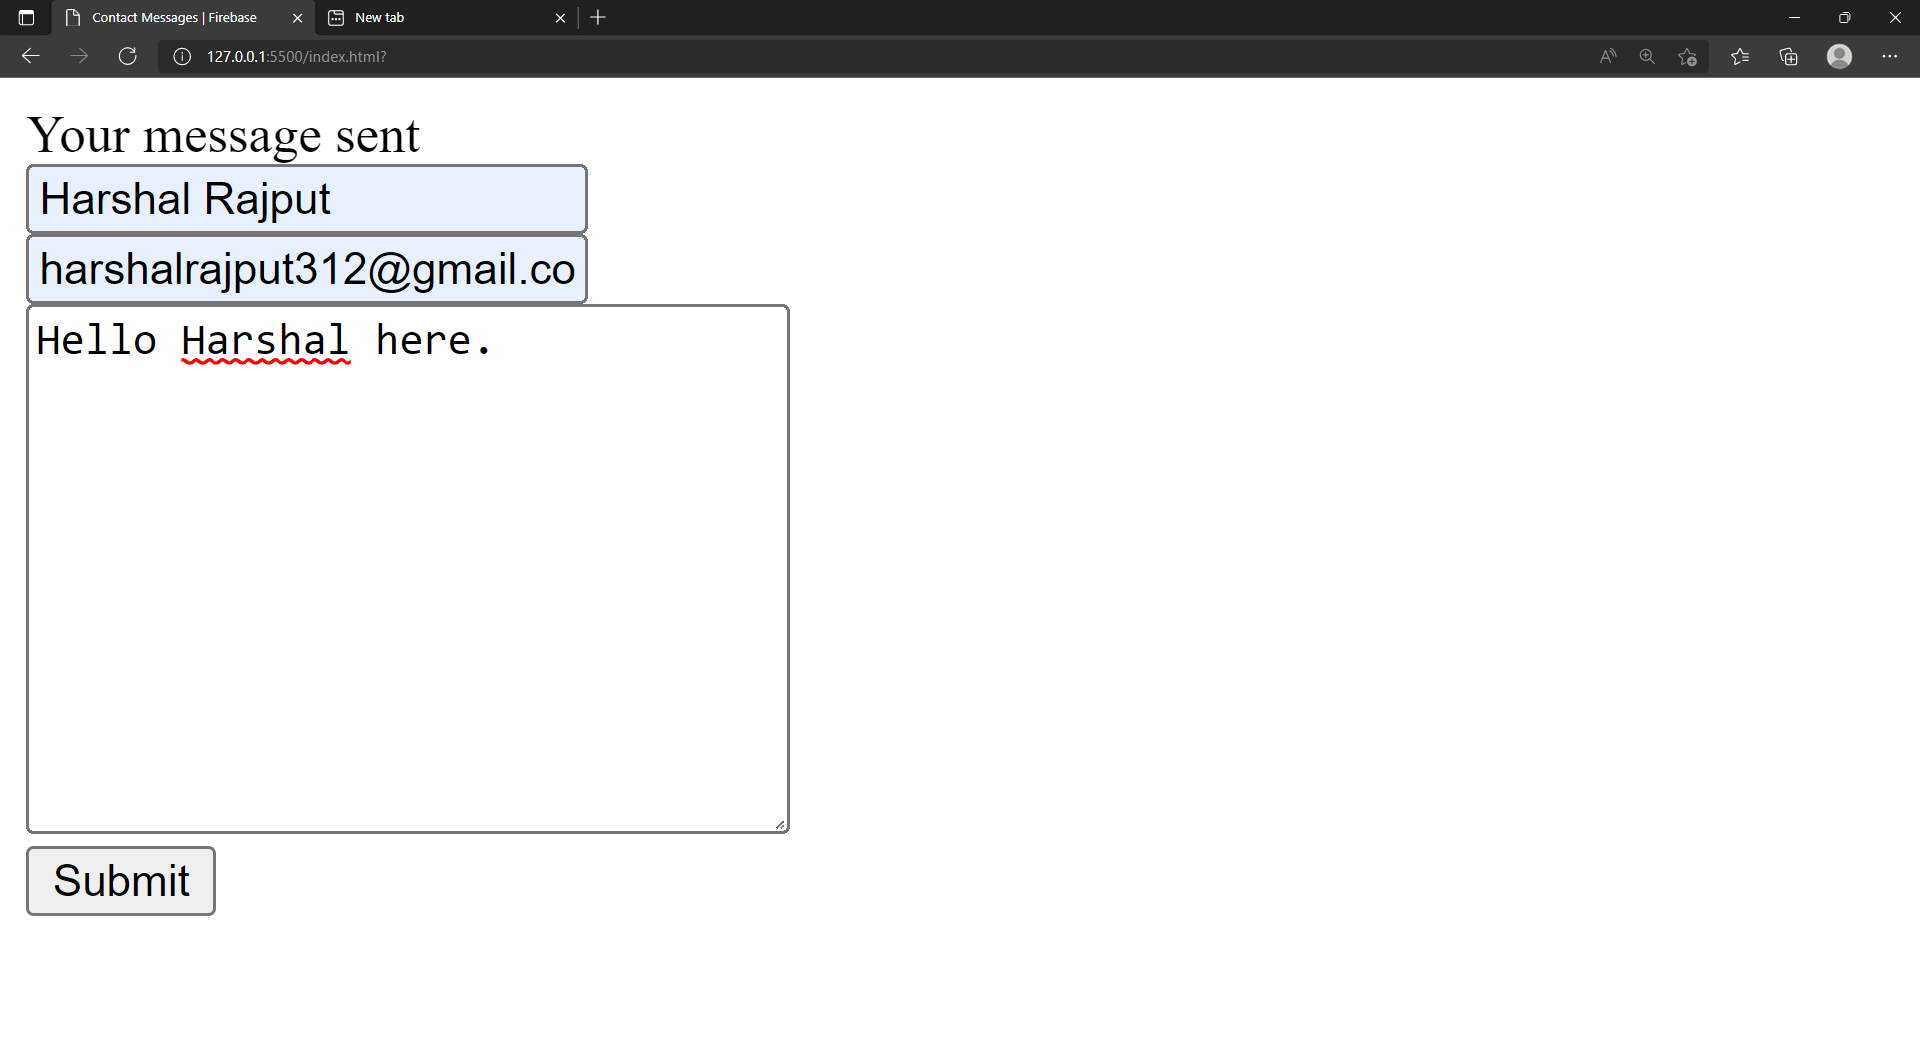 Contact Messages | Firebase
New tab
127.0.0.1:5500/index.html?
Your message sent
Harshal Rajput
harshalrajput312@gmail.co
Hello Harshal here.
Submit